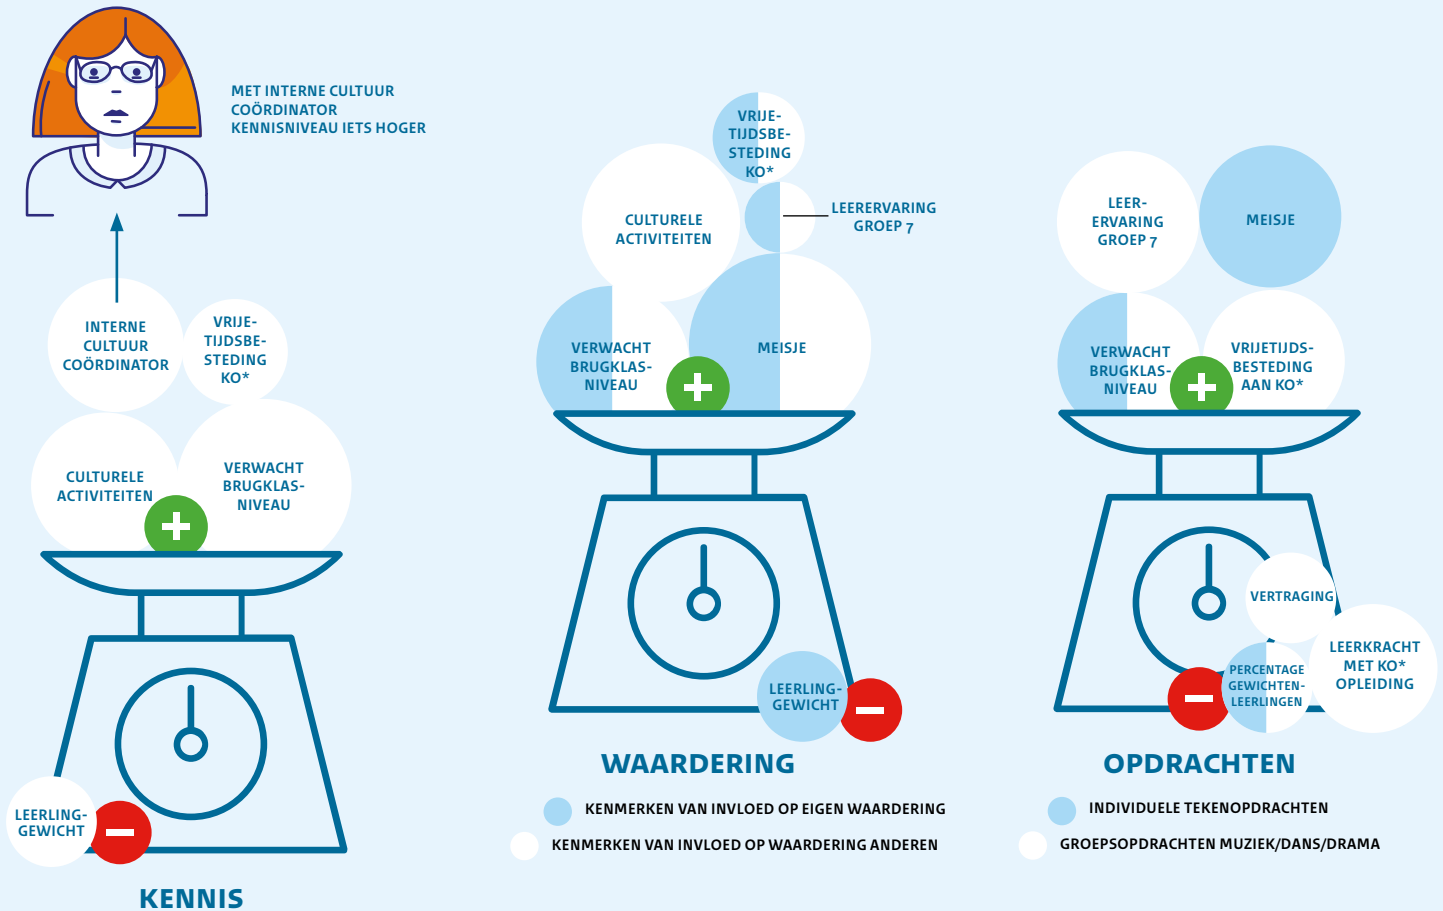 MET INTERNE CULTUUR
COÖRDINATOR
KENNISNIVEAU IETS HOGER
INTERNE
CULTUUR
COÖRDINATOR
VRIJE-
TIJDSBE-
STEDING
KO*
CULTURELE
ACTIVITEITEN
VERWACHT
BRUGKLAS-
NIVEAU
LEERLING-
GEWICHT
KENNIS
VRIJE-
TIJDSBE-
STEDING
KO*
CULTURELE
ACTIVITEITEN
LEERERVARING
GROEP 7
VERWACHT
BRUGKLAS-
NIVEAU
MEISJE
LEERLING-
GEWICHT
WAARDERING
KENMERKEN VAN INVLOED OP EIGEN WAARDERING
KENMERKEN VAN INVLOED OP WAARDERING ANDEREN
LEER-
ERVARING
GROEP 7
MEISJE
VERWACHT
BRUGKLAS-
NIVEAU
VRIJETIJDS-
BESTEDING
AAN KO*
VERTRAGING
PERCENTAGE
GEWICHTEN-
LEERLINGEN
LEERKRACHT
MET KO*
OPLEIDING
OPDRACHTEN
INDIVIDUELE TEKENOPDRACHTEN
GROEPSOPDRACHTEN MUZIEK/DANS/DRAMA